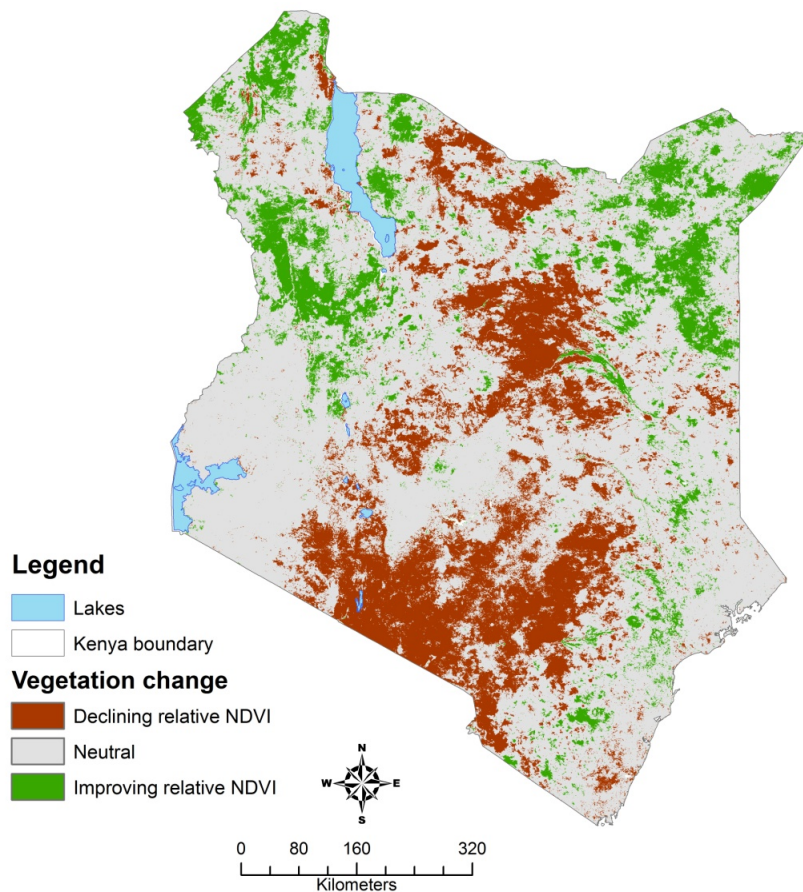 Legend
Lakes
Kenya boundary
Vegetation change
Declining relative NDVI
Neutral
Improving relative NDVI
N
W E
S
0 80 160 320
Kilometers